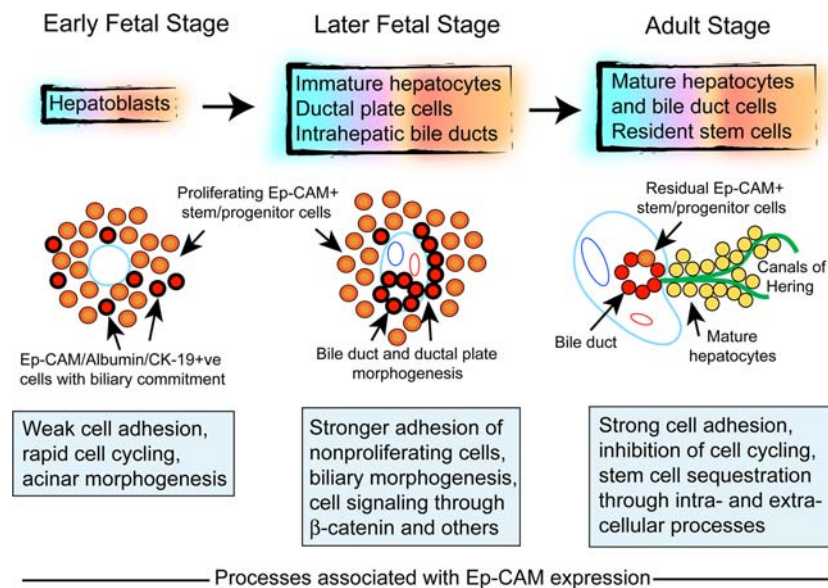 Early Fetal Stage
Later Fetal Stage
Adult Stage
Hepatoblasts
Immature hepatocytes
Ductal plate cells
Intrahepatic bile ducts
Mature hepatocytes
and bile duct cells
Resident stem cells
Proliferating Ep-CAM+
stem/progenitor cells
Residual Ep-CAM+
stem/progenitor cells
Canals of
Hering
Ep-CAM/Albumin/CK-19+ve
cells with biliary commitment
Bile duct and ductal plate
morphogenesis
Bile duct
Mature
hepatocytes
Weak cell adhesion,
rapid cell cycling,
acinar morphogenesis
Stronger adhesion of
nonproliferating cells,
biliary morphogenesis,
cell signaling through
β-catenin and others
Strong cell adhesion,
inhibition of cell cycling,
stem cell sequestration
through intra- and extra-
cellular processes
Processes associated with Ep-CAM expression